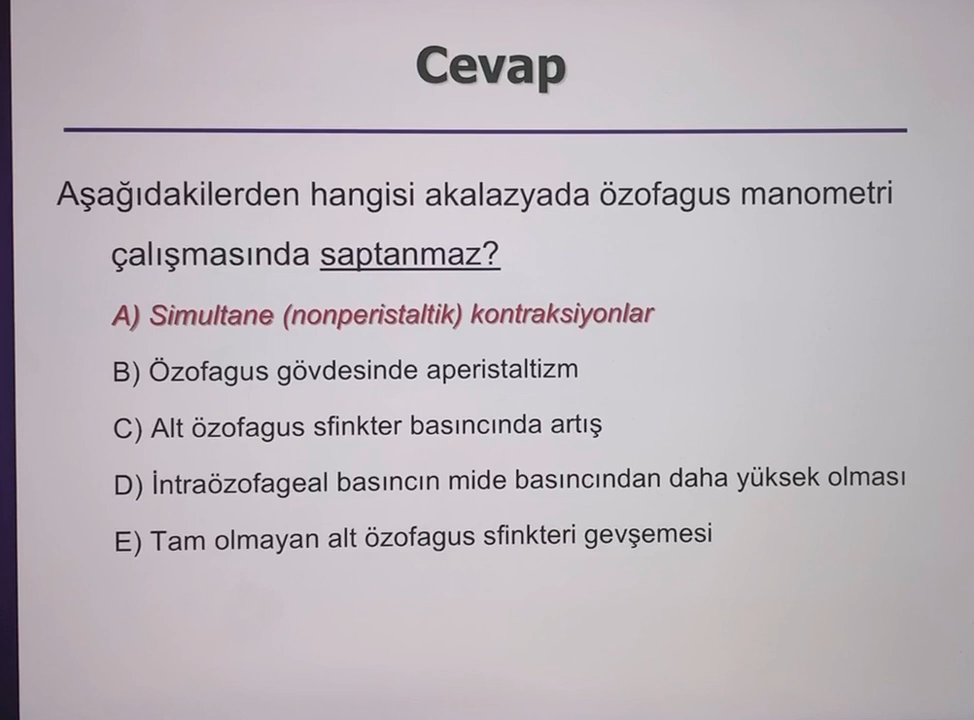 Cevap
Aşağıdakilerden hangisi akalazyada özofagus manometri
çalışmasında saptanmaz?
A) Simultane (nonperistaltik) kontraksiyonlar
B) Özofagus gövdesinde aperistaltizm
C) Alt özofagus sfinkter basıncında artış
D) İntraözofageal basıncın mide basıncından daha yüksek olması
E) Tam olmayan alt özofagus sfinkteri gevşemesi